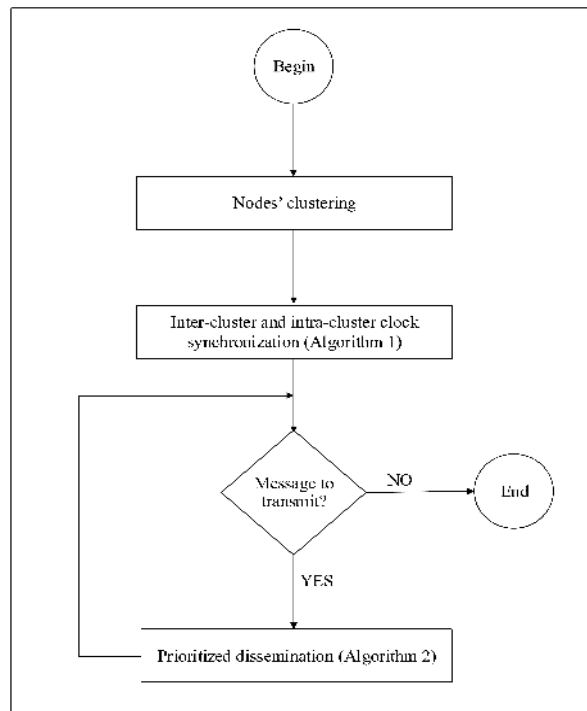 Begin
Nodes' clustering
Inter-cluster and intra-cluster clock
synchronization (Algorithm 1)
Message to
transmit?
NO
End
YES
Prioritized dissemination (Algorithm 2)